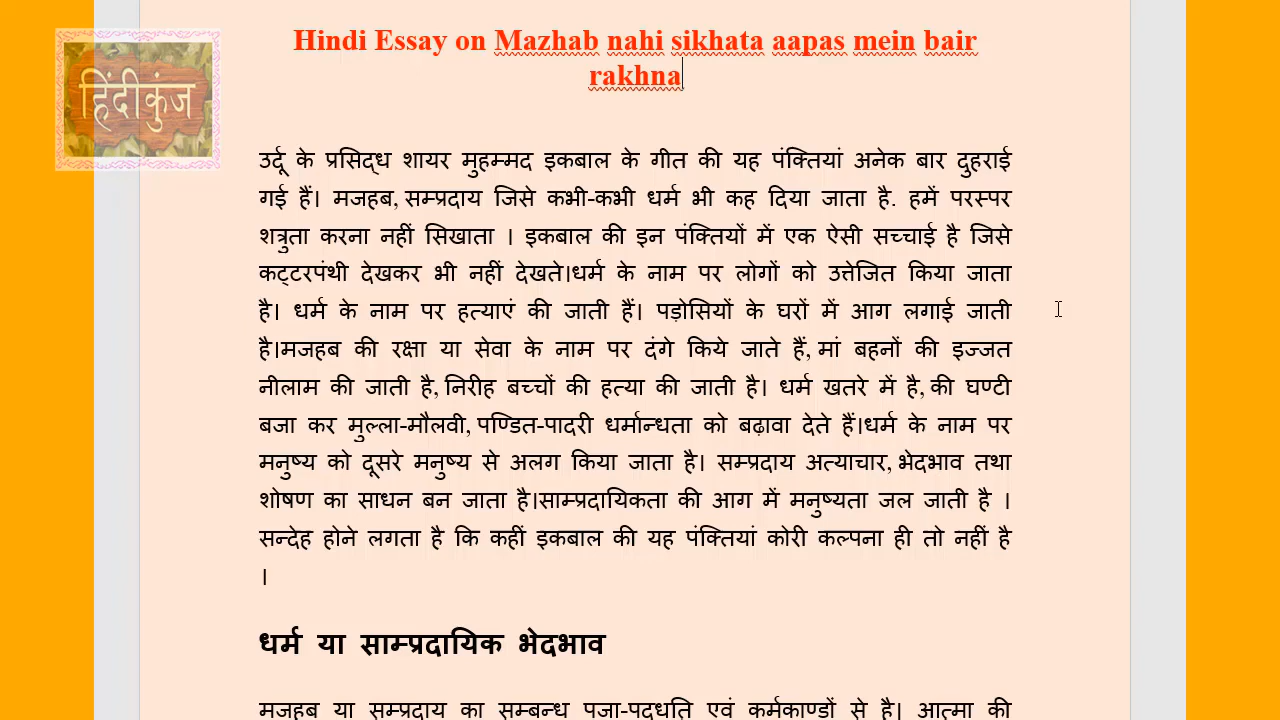 Hindi Essay on Mazhab nahi sikhata aapas mein bair
rakhna
हिंदीकुंज
उर्दू के प्रसिद्ध शायर मुहम्मद इकबाल के गीत की यह पंक्तियां अनेक बार दुहराई
गई हैं। मजहब, सम्प्रदाय जिसे कभी-कभी धर्म भी कह दिया जाता है. हमें परस्पर
शत्रुता करना नहीं सिखाता । इकबाल की इन पंक्तियों में एक ऐसी सच्चाई है जिसे
कट्टरपंथी देखकर भी नहीं देखते।धर्म के नाम पर लोगों को उत्तेजित किया जाता
है। धर्म के नाम पर हत्याएं की जाती हैं। पड़ोसियों के घरों में आग लगाई जाती
है।मजहब की रक्षा या सेवा के नाम पर दंगे किये जाते हैं, मां बहनों की इज्जत
नीलाम की जाती है, निरीह बच्चों की हत्या की जाती है। धर्म खतरे में है, की घण्टी
बजा कर मुल्ला-मौलवी, पण्डित-पादरी धर्मान्धता को बढ़ावा देते हैं।धर्म के नाम पर
मनुष्य को दूसरे मनुष्य से अलग किया जाता है। सम्प्रदाय अत्याचार, भेदभाव तथा
शोषण का साधन बन जाता है।साम्प्रदायिकता की आग में मनुष्यता जल जाती है ।
सन्देह होने लगता है कि कहीं इकबाल की यह पंक्तियां कोरी कल्पना ही तो नहीं है
।
धर्म या साम्प्रदायिक भेदभाव
मजहब या सम्प्रदाय का सम्बन्ध पूजा-पद्धति एवं कर्मकाण्डों से है। आत्मा की